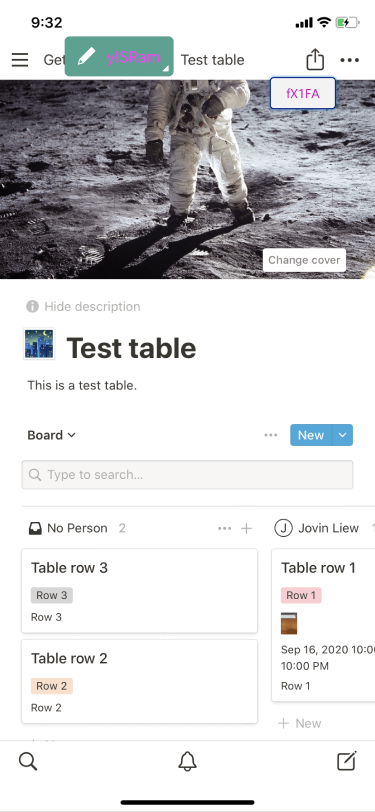 9:32
Get
yISRam
Test table
fX1FA
Change cover
Hide description
Test table
This is a test table.
Board
New
Type to search...
No Person 2
J Jovin Liew
Table row 3
Row 3
Row 3
Table row 1
Row 1
Sep 16, 2020 10:00
10:00 PM
Row 1
Table row 2
Row 2
Row 2
New